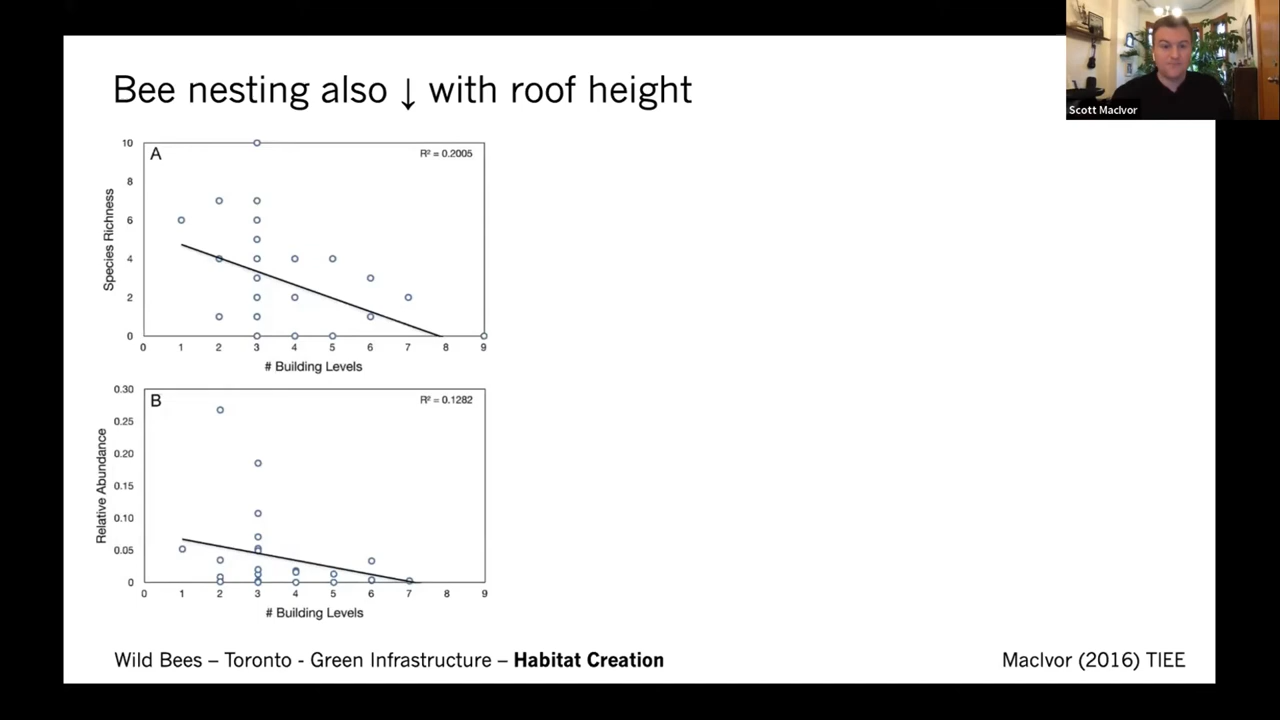 Scott MacIvor
Bee nesting also ↓ with roof height
A
R² = 0.2005
Species Richness
10
8
6
4
2
0
0 1 2 3 4 5 6 7 8 9
# Building Levels
B
R² = 0.1282
Relative Abundance
0.30
0.25
0.20
0.15
0.10
0.05
0
0 1 2 3 4 5 6 7 8 9
# Building Levels
Wild Bees – Toronto - Green Infrastructure – Habitat Creation
MacIvor (2016) TIEE